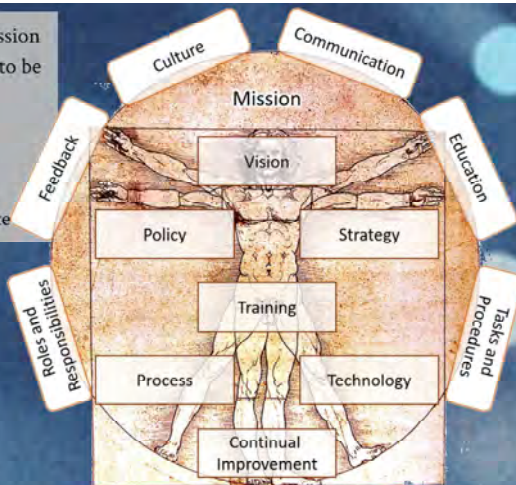 ssion
to be
Culture
Communication
Mission
Feedback
Education
Vision
Policy
Strategy
Training
Roles and
Responsibilities
Tasks and
Procedures
Process
Technology
Continual
Improvement